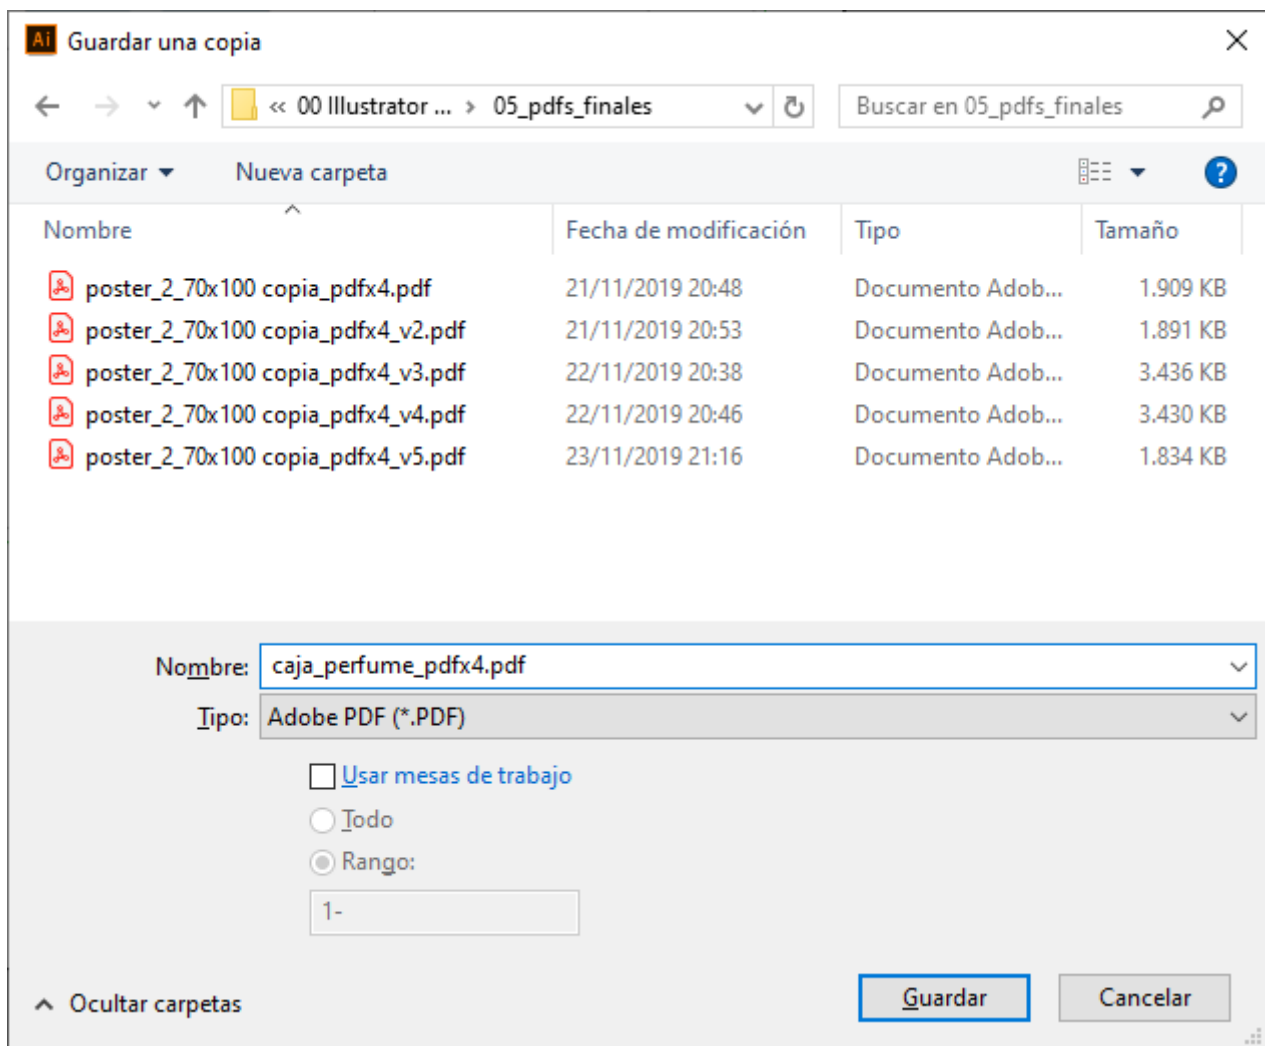 Ai Guardar una copia
« 00 Illustrator ... › 05_pdfs_finales
Buscar en 05_pdfs_finales
Organizar
Nueva carpeta
?
Nombre Fecha de modificación Tipo Tamaño
poster_2_70x100 copia_pdfx4.pdf 21/11/2019 20:48 Documento Adob... 1.909 KB
poster_2_70x100 copia_pdfx4_v2.pdf 21/11/2019 20:53 Documento Adob... 1.891 KB
poster_2_70x100 copia_pdfx4_v3.pdf 22/11/2019 20:38 Documento Adob... 3.436 KB
poster_2_70x100 copia_pdfx4_v4.pdf 22/11/2019 20:46 Documento Adob... 3.430 KB
poster_2_70x100 copia_pdfx4_v5.pdf 23/11/2019 21:16 Documento Adob... 1.834 KB
Nombre: caja_perfume_pdfx4.pdf
Tipo: Adobe PDF (*.PDF)
Usar mesas de trabajo
Todo
Rango:
1-
Ocultar carpetas
Guardar
Cancelar